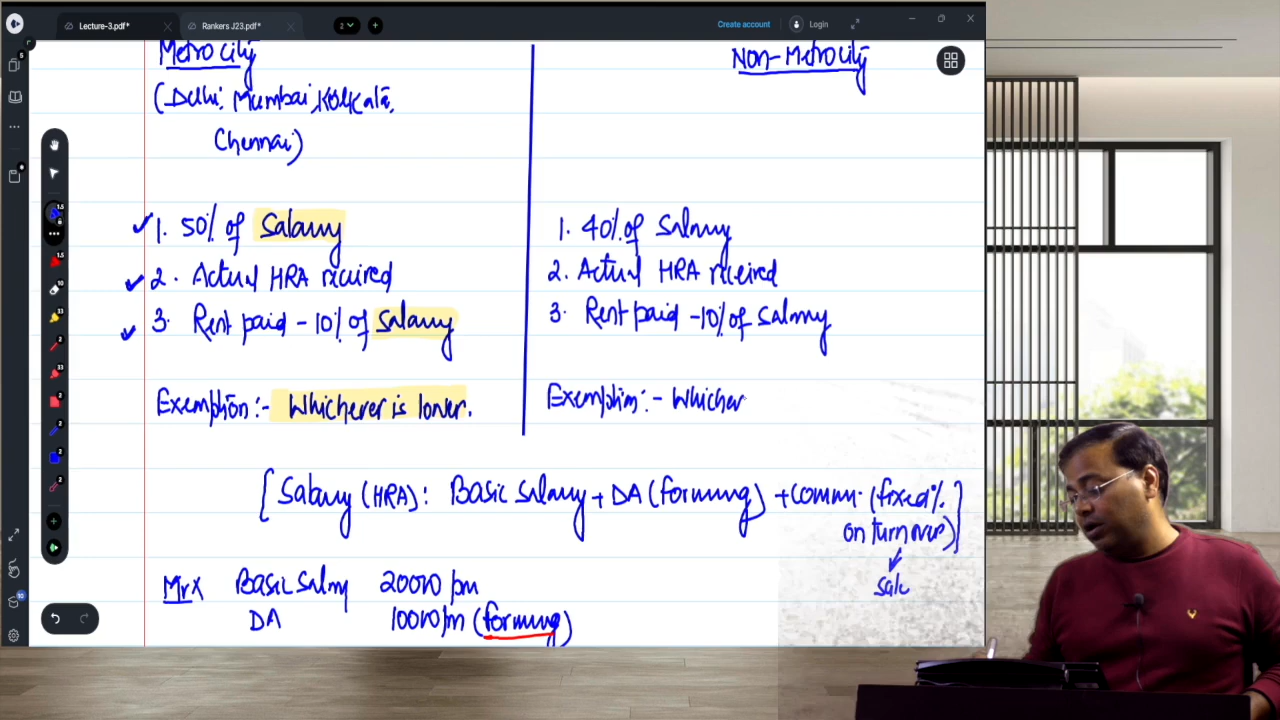 Lecture-3.pdf*
Rankers J23.pdf*
2
Create account
Login
Metro city
(Delhi, Mumbai, Kolkata,
Chennai)
Non-Metro city
1. 50% of Salary
2. Actual HRA received
3. Rent paid - 10% of Salary
Exemption :- Whichever is lower.
1. 40% of Salary
2. Actual HRA received
3. Rent paid - 10% of Salary
Exemption :- Whichever
[Salary (HRA): Basic Salary + DA (forming) + Comm. (fixed %
on turnover)]
sale
Mr X Basic Salary 20000 pm
DA 10000 pm (forming)